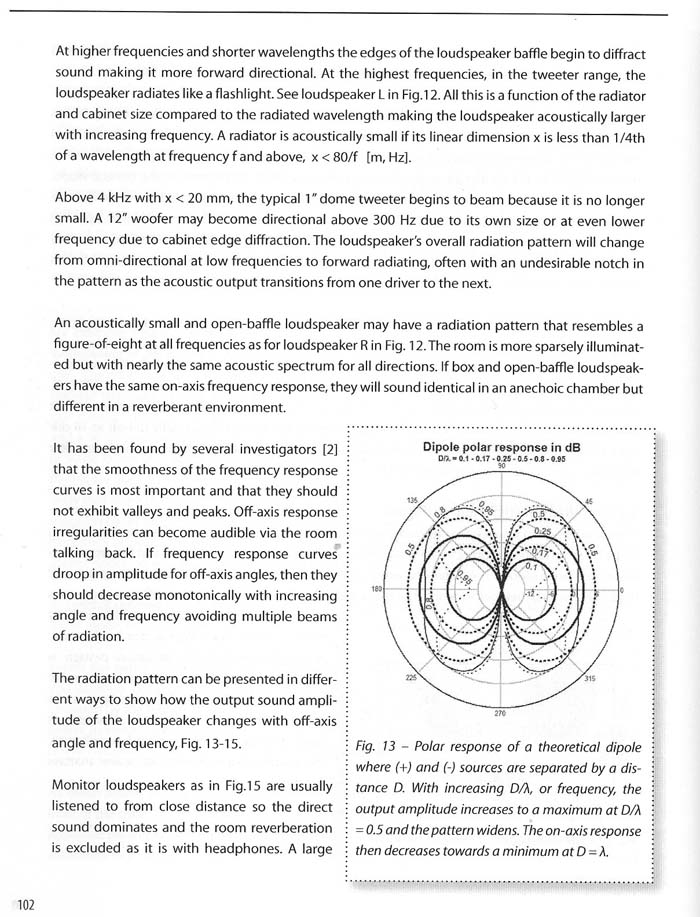 At higher frequencies and shorter wavelengths the edges of the loudspeaker baffle begin to diffract
sound making it more forward directional. At the highest frequencies, in the tweeter range, the
loudspeaker radiates like a flashlight. See loudspeaker L in Fig.12. All this is a function of the radiator
and cabinet size compared to the radiated wavelength making the loudspeaker acoustically larger
with increasing frequency. A radiator is acoustically small if its linear dimension x is less than 1/4th
of a wavelength at frequency f and above, x < 80/f [m, Hz].
Above 4 kHz with x < 20 mm, the typical 1” dome tweeter begins to beam because it is no longer
small. A 12” woofer may become directional above 300 Hz due to its own size or at even lower
frequency due to cabinet edge diffraction. The loudspeaker’s overall radiation pattern will change
from omni-directional at low frequencies to forward radiating, often with an undesirable notch in
the pattern as the acoustic output transitions from one driver to the next.
An acoustically small and open-baffle loudspeaker may have a radiation pattern that resembles a
figure-of-eight at all frequencies as for loudspeaker R in Fig. 12. The room is more sparsely illuminat-
ed but with nearly the same acoustic spectrum for all directions. If box and open-baffle loudspeak-
ers have the same on-axis frequency response, they will sound identical in an anechoic chamber but
different in a reverberant environment.
It has been found by several investigators [2]
that the smoothness of the frequency response
curves is most important and that they should
not exhibit valleys and peaks. Off-axis response
irregularities can become audible via the room
talking back. If frequency response curves
droop in amplitude for off-axis angles, then they
should decrease monotonically with increasing
angle and frequency avoiding multiple beams
of radiation.
The radiation pattern can be presented in differ-
ent ways to show how the output sound ampli-
tude of the loudspeaker changes with off-axis
angle and frequency, Fig. 13-15.
Monitor loudspeakers as in Fig.15 are usually
listened to from close distance so the direct
sound dominates and the room reverberation
is excluded as it is with headphones. A large
Dipole polar response in dB
D/λ = 0.1 - 0.17 - 0.25 - 0.5 - 0.8 - 0.95
90
135
45
0.8
0.95
0.5
0.25
0.5
0.17
0.5
0.1
0.95
180
-12
-6
0
0.8
225
315
270
Fig. 13 – Polar response of a theoretical dipole
where (+) and (-) sources are separated by a dis-
tance D. With increasing D/λ, or frequency, the
output amplitude increases to a maximum at D/λ
= 0.5 and the pattern widens. The on-axis response
then decreases towards a minimum at D = λ.
102